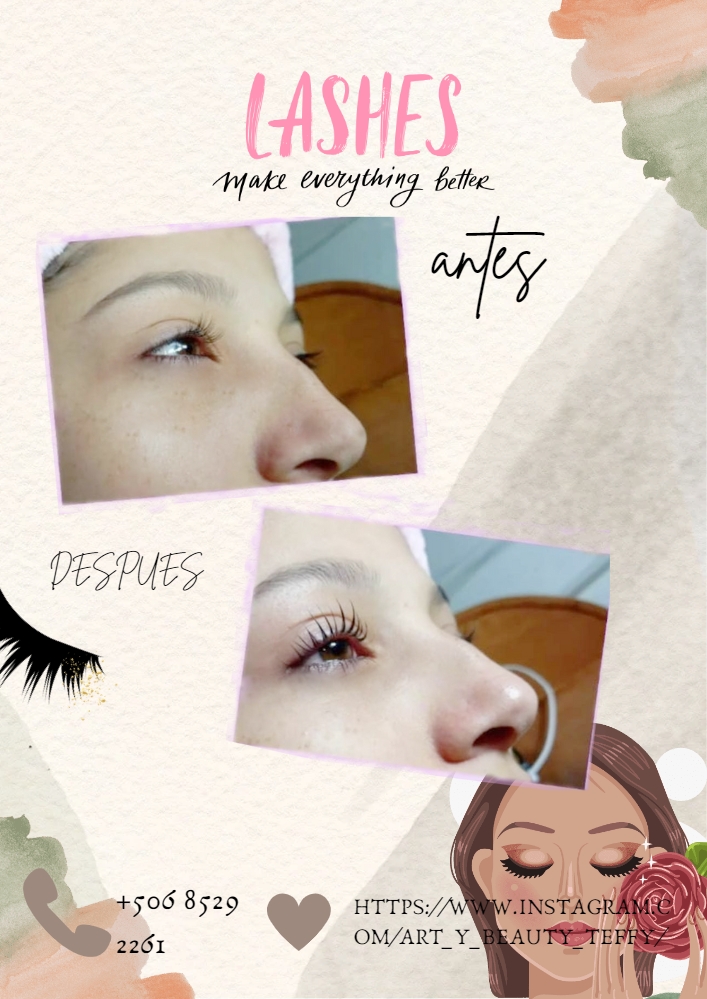 LASHES
make everything better
antes
DESPUES
+506 8529
2261
HTTPS://WWW.INSTAGRAM.C
OM/ART_Y_BEAUTY_TEFFY/